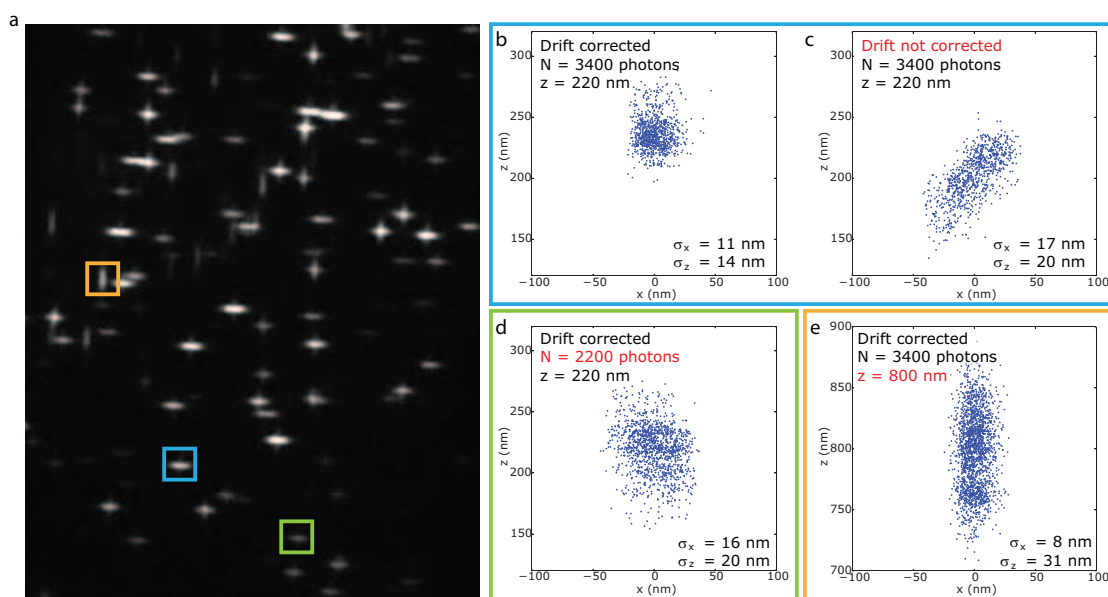 a
b
Drift corrected
N = 3400 photons
z = 220 nm
300
250
200
150
z (nm)
−100
−50
0
50
100
x (nm)
σx = 11 nm
σz = 14 nm
c
Drift not corrected
N = 3400 photons
z = 220 nm
300
250
200
150
z (nm)
−100
−50
0
50
100
x (nm)
σx = 17 nm
σz = 20 nm
d
Drift corrected
N = 2200 photons
z = 220 nm
300
250
200
150
z (nm)
−100
−50
0
50
100
x (nm)
σx = 16 nm
σz = 20 nm
e
Drift corrected
N = 3400 photons
z = 800 nm
900
850
800
750
700
z (nm)
−100
−50
0
50
100
x (nm)
σx = 8 nm
σz = 31 nm